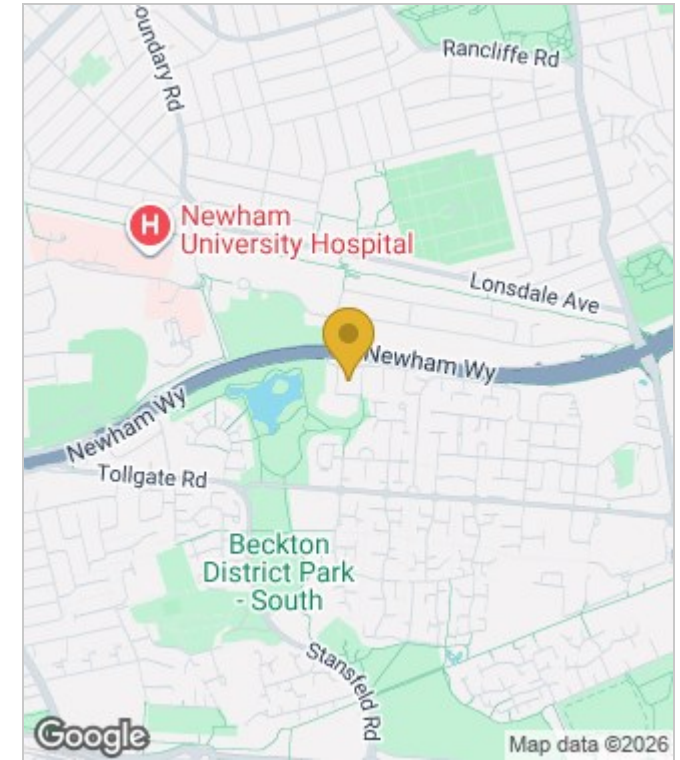 oundary Rd
Rancliffe Rd
H
Newham
University Hospital
Lonsdale Ave
Newham Wy
Newham Wy
Tollgate Rd
Beckton
District Park
- South
Stansfeld Rd
Google
Map data ©2026